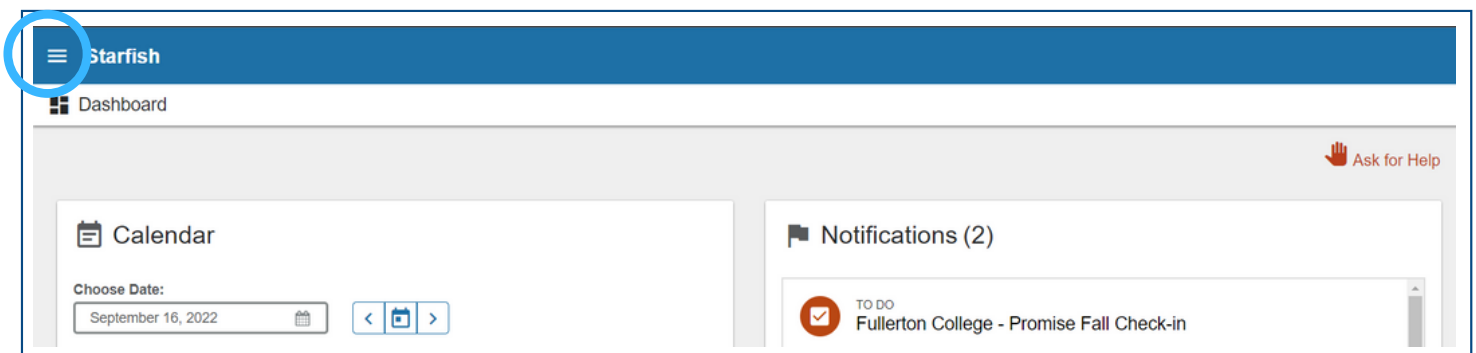 Starfish
Dashboard
Ask for Help
Calendar
Notifications (2)
Choose Date:
September 16, 2022
TO DO
Fullerton College - Promise Fall Check-in